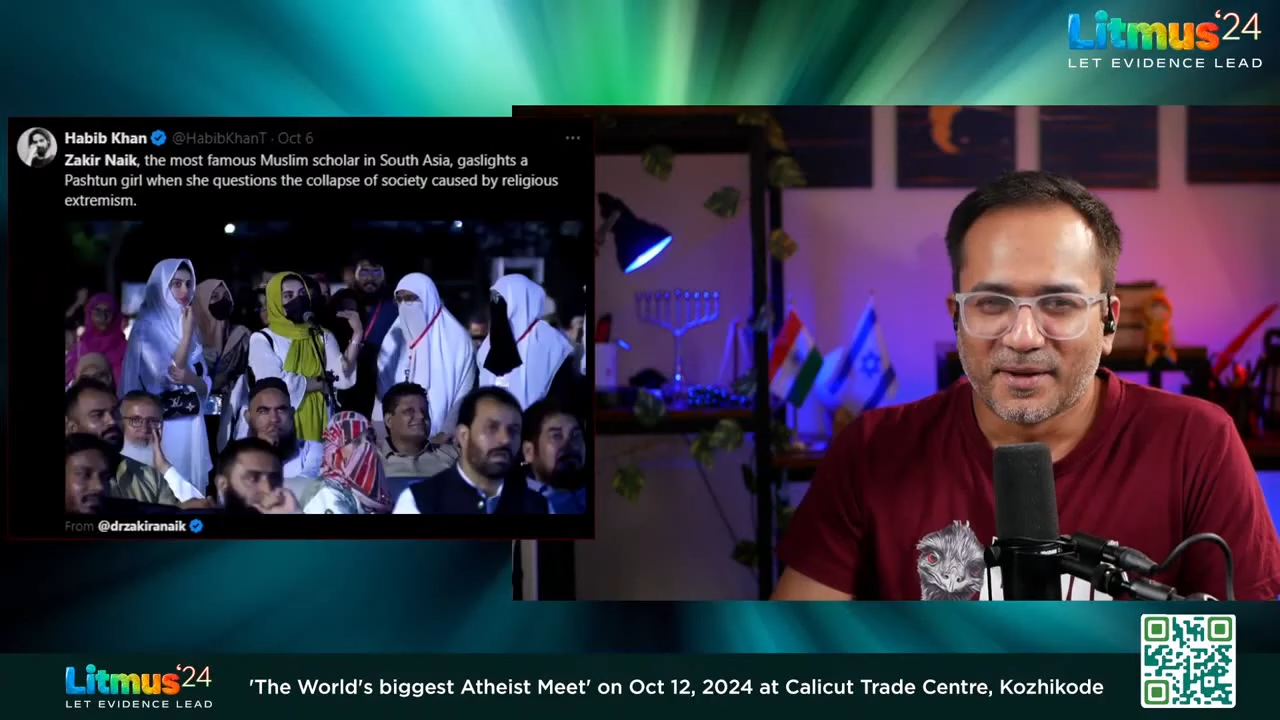 Litmus'24
LET EVIDENCE LEAD
Habib Khan @HabibKhanT · Oct 6
Zakir Naik, the most famous Muslim scholar in South Asia, gaslights a
Pashtun girl when she questions the collapse of society caused by religious
extremism.
From @drzakiranaik
Litmus'24
LET EVIDENCE LEAD
'The World's biggest Atheist Meet' on Oct 12, 2024 at Calicut Trade Centre, Kozhikode